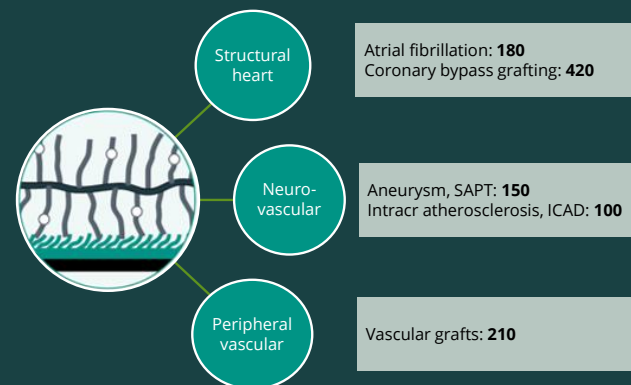 Structural
heart
Atrial fibrillation: 180
Coronary bypass grafting: 420
Neuro-
vascular
Aneurysm, SAPT: 150
Intracr atherosclerosis, ICAD: 100
Peripheral
vascular
Vascular grafts: 210